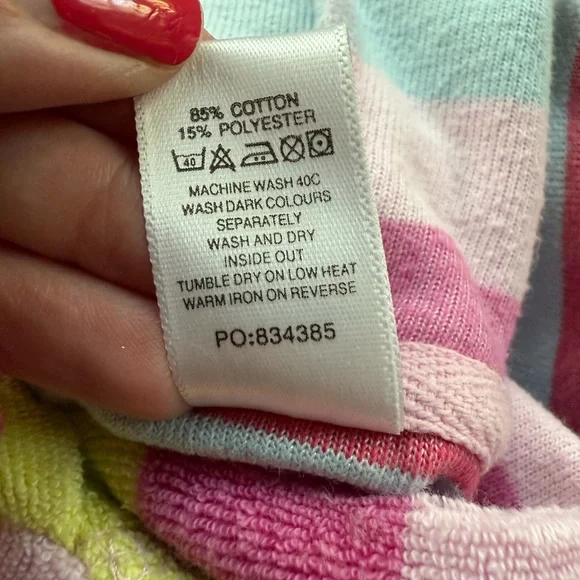 85% COTTON
15% POLYESTER
40
MACHINE WASH 40C
WASH DARK COLOURS
SEPARATELY
WASH AND DRY
INSIDE OUT
TUMBLE DRY ON LOW HEAT
WARM IRON ON REVERSE
PO:834385